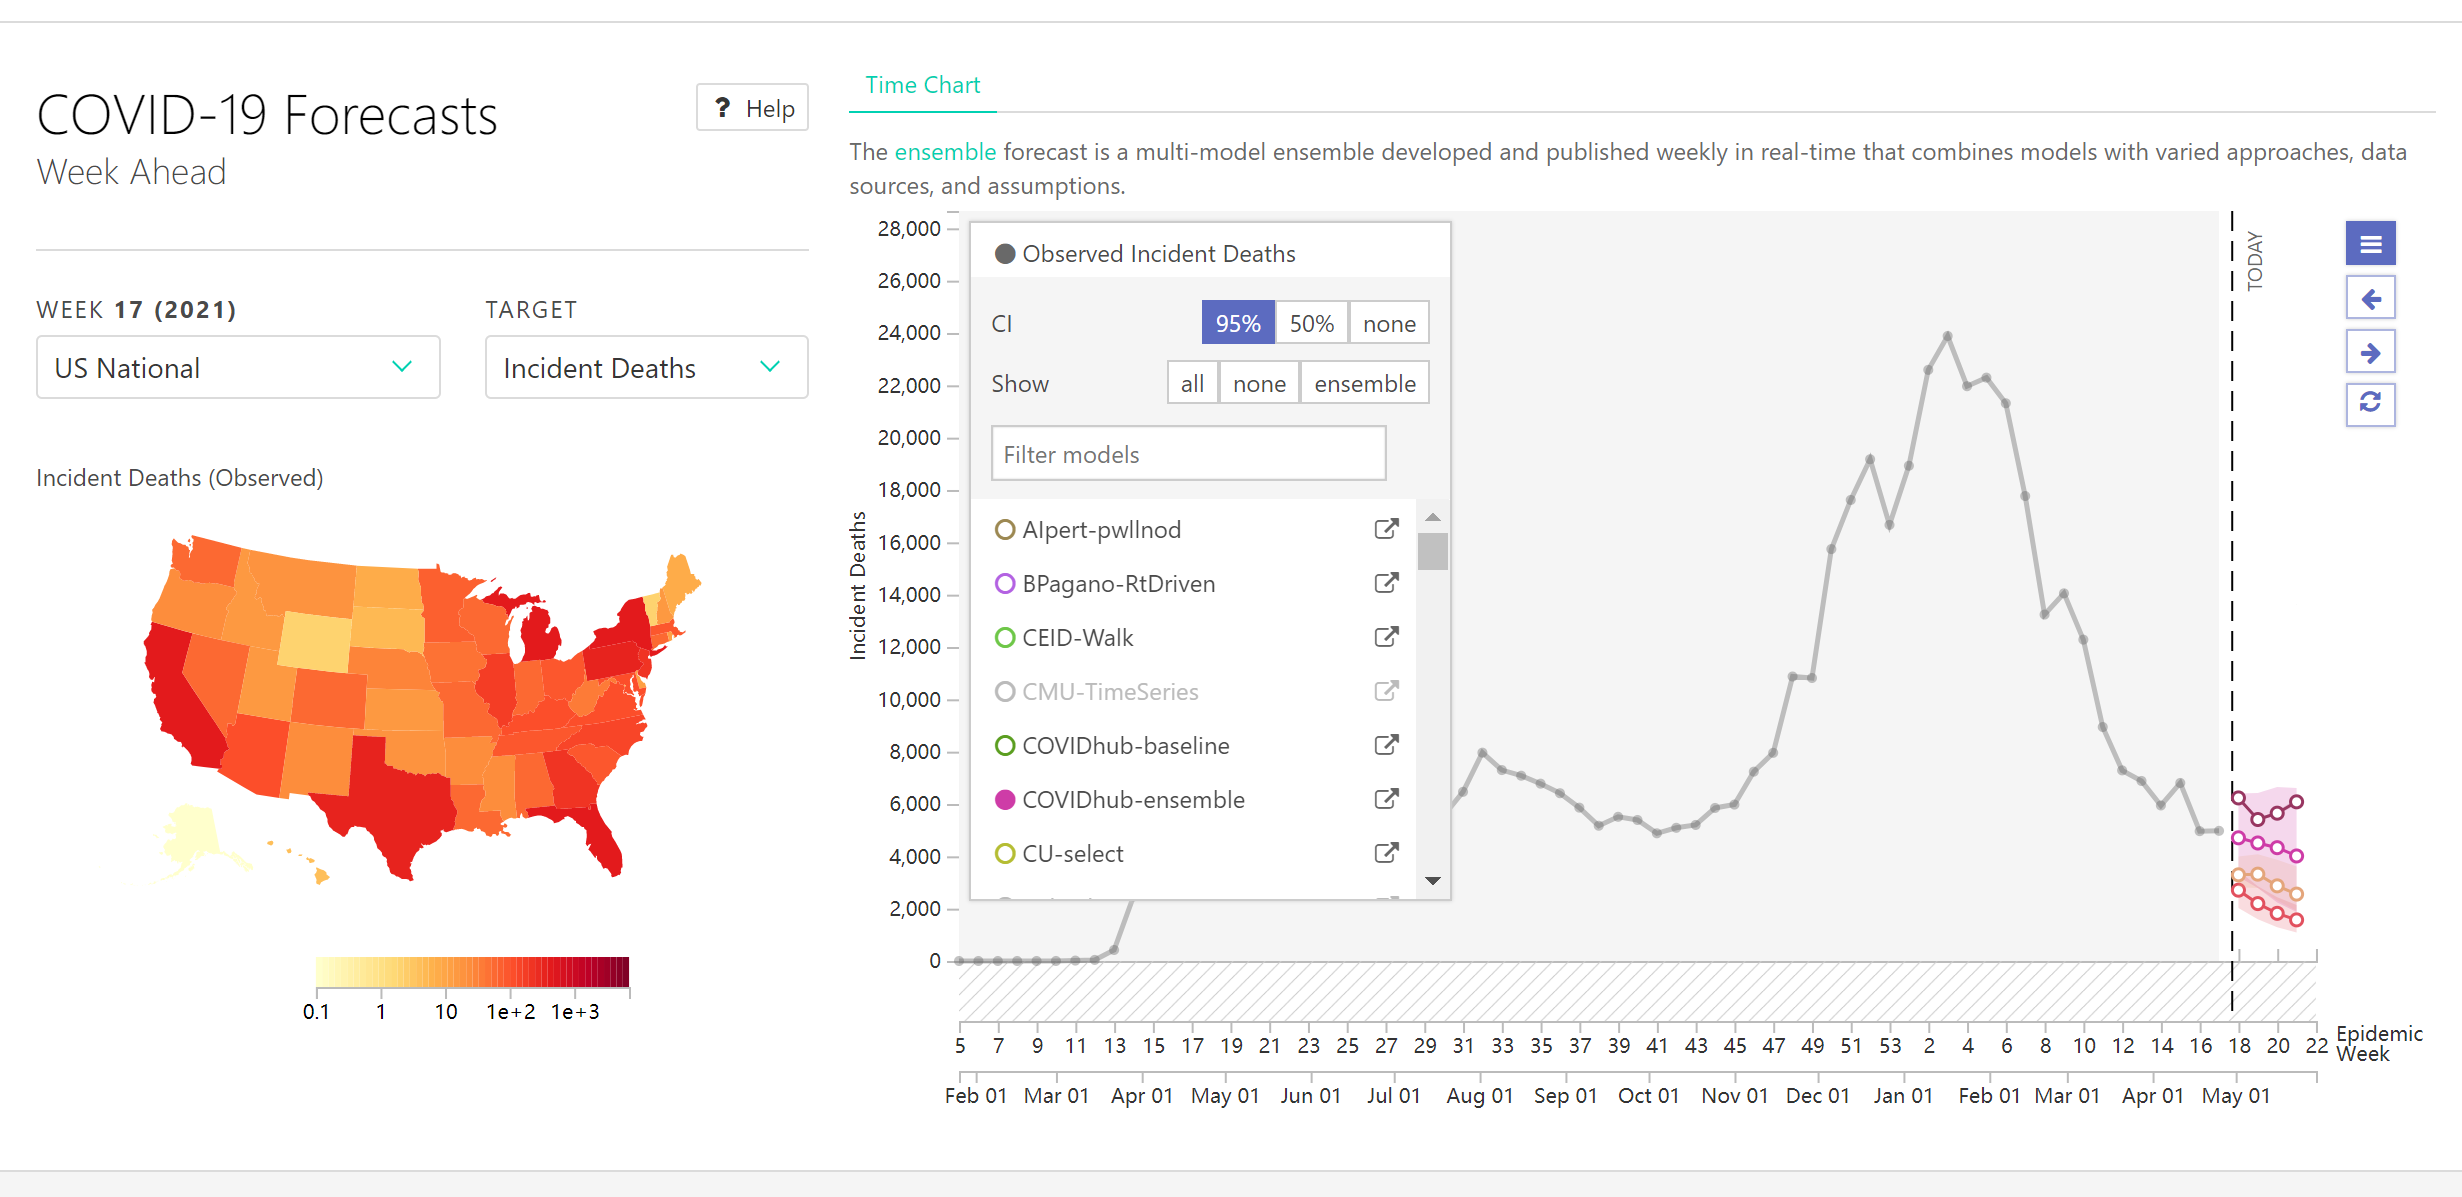 COVID-19 Forecasts
Week Ahead
? Help
WEEK 17 (2021)
US National
TARGET
Incident Deaths
Incident Deaths (Observed)
0.1 1 10 1e+2 1e+3
Time Chart
The ensemble forecast is a multi-model ensemble developed and published weekly in real-time that combines models with varied approaches, data
sources, and assumptions.
Incident Deaths
28,000
26,000
24,000
22,000
20,000
18,000
16,000
14,000
12,000
10,000
8,000
6,000
4,000
2,000
0
Observed Incident Deaths
CI 95% 50% none
Show all none ensemble
Filter models
AIpert-pwllnod
BPagano-RtDriven
CEID-Walk
CMU-TimeSeries
COVIDhub-baseline
COVIDhub-ensemble
CU-select
TODAY
5 7 9 11 13 15 17 19 21 23 25 27 29 31 33 35 37 39 41 43 45 47 49 51 53 2 4 6 8 10 12 14 16 18 20 22
Epidemic
Week
Feb 01 Mar 01 Apr 01 May 01 Jun 01 Jul 01 Aug 01 Sep 01 Oct 01 Nov 01 Dec 01 Jan 01 Feb 01 Mar 01 Apr 01 May 01